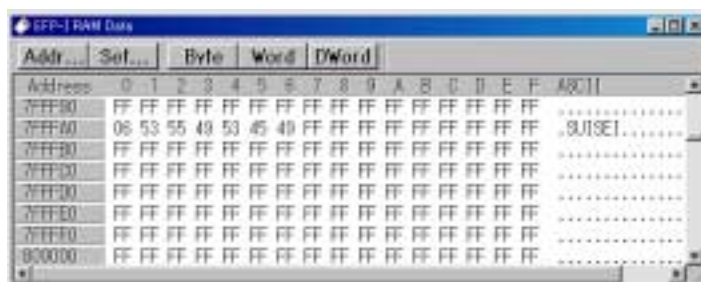 EFP-I RAM Data
Addr... Set... Byte Word DWord
Address 0 1 2 3 4 5 6 7 8 9 A B C D E F ASCII
7FFF90 FF FF FF FF FF FF FF FF FF FF FF FF FF FF FF FF ................
7FFFA0 06 53 55 49 53 45 49 FF FF FF FF FF FF FF FF FF .SUISEI.........
7FFFB0 FF FF FF FF FF FF FF FF FF FF FF FF FF FF FF FF ................
7FFFC0 FF FF FF FF FF FF FF FF FF FF FF FF FF FF FF FF ................
7FFFD0 FF FF FF FF FF FF FF FF FF FF FF FF FF FF FF FF ................
7FFFE0 FF FF FF FF FF FF FF FF FF FF FF FF FF FF FF FF ................
7FFFF0 FF FF FF FF FF FF FF FF FF FF FF FF FF FF FF FF ................
800000 FF FF FF FF FF FF FF FF FF FF FF FF FF FF FF FF ................